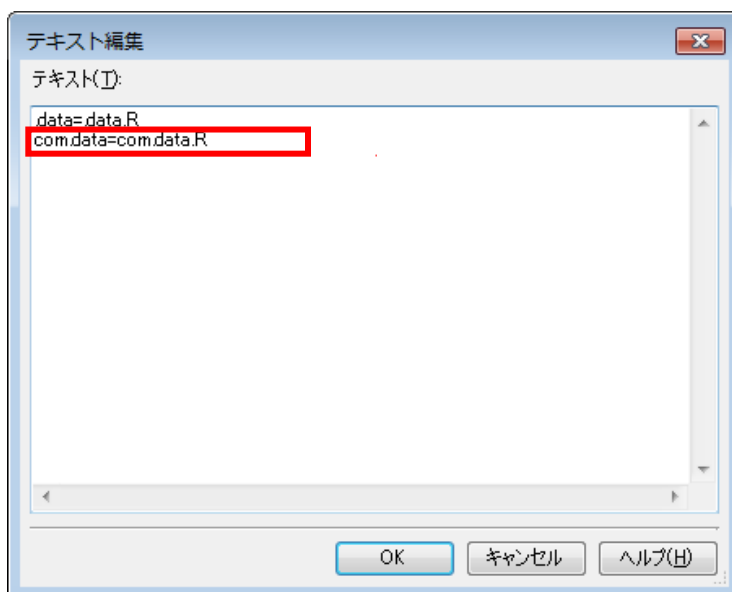 テキスト編集
テキスト(T):
.data=.data.R
com.data=com.data.R
OK
キャンセル
ヘルプ(H)